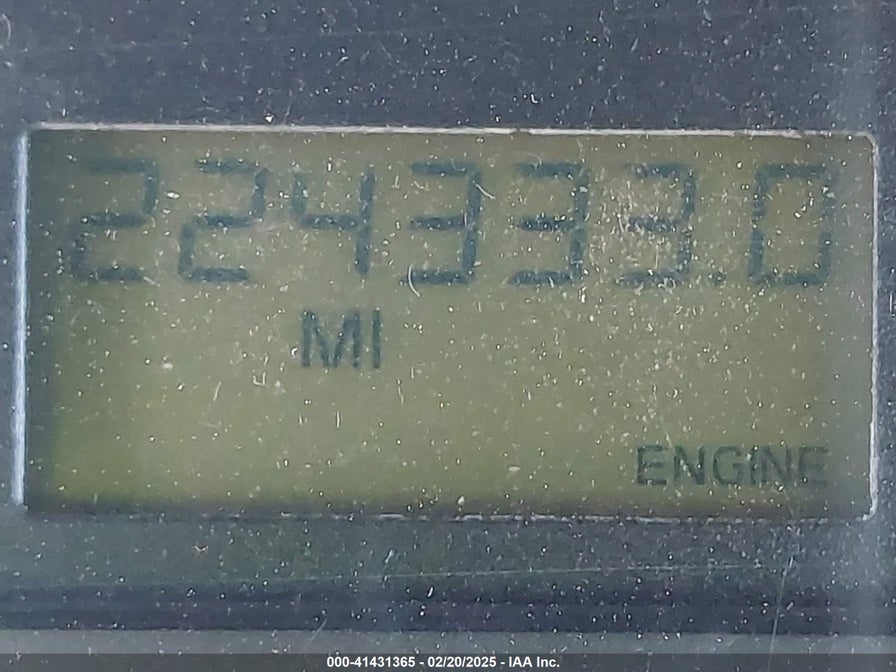 224333.0
MI
ENGINE
000-41431365 - 02/20/2025 - IAA Inc.